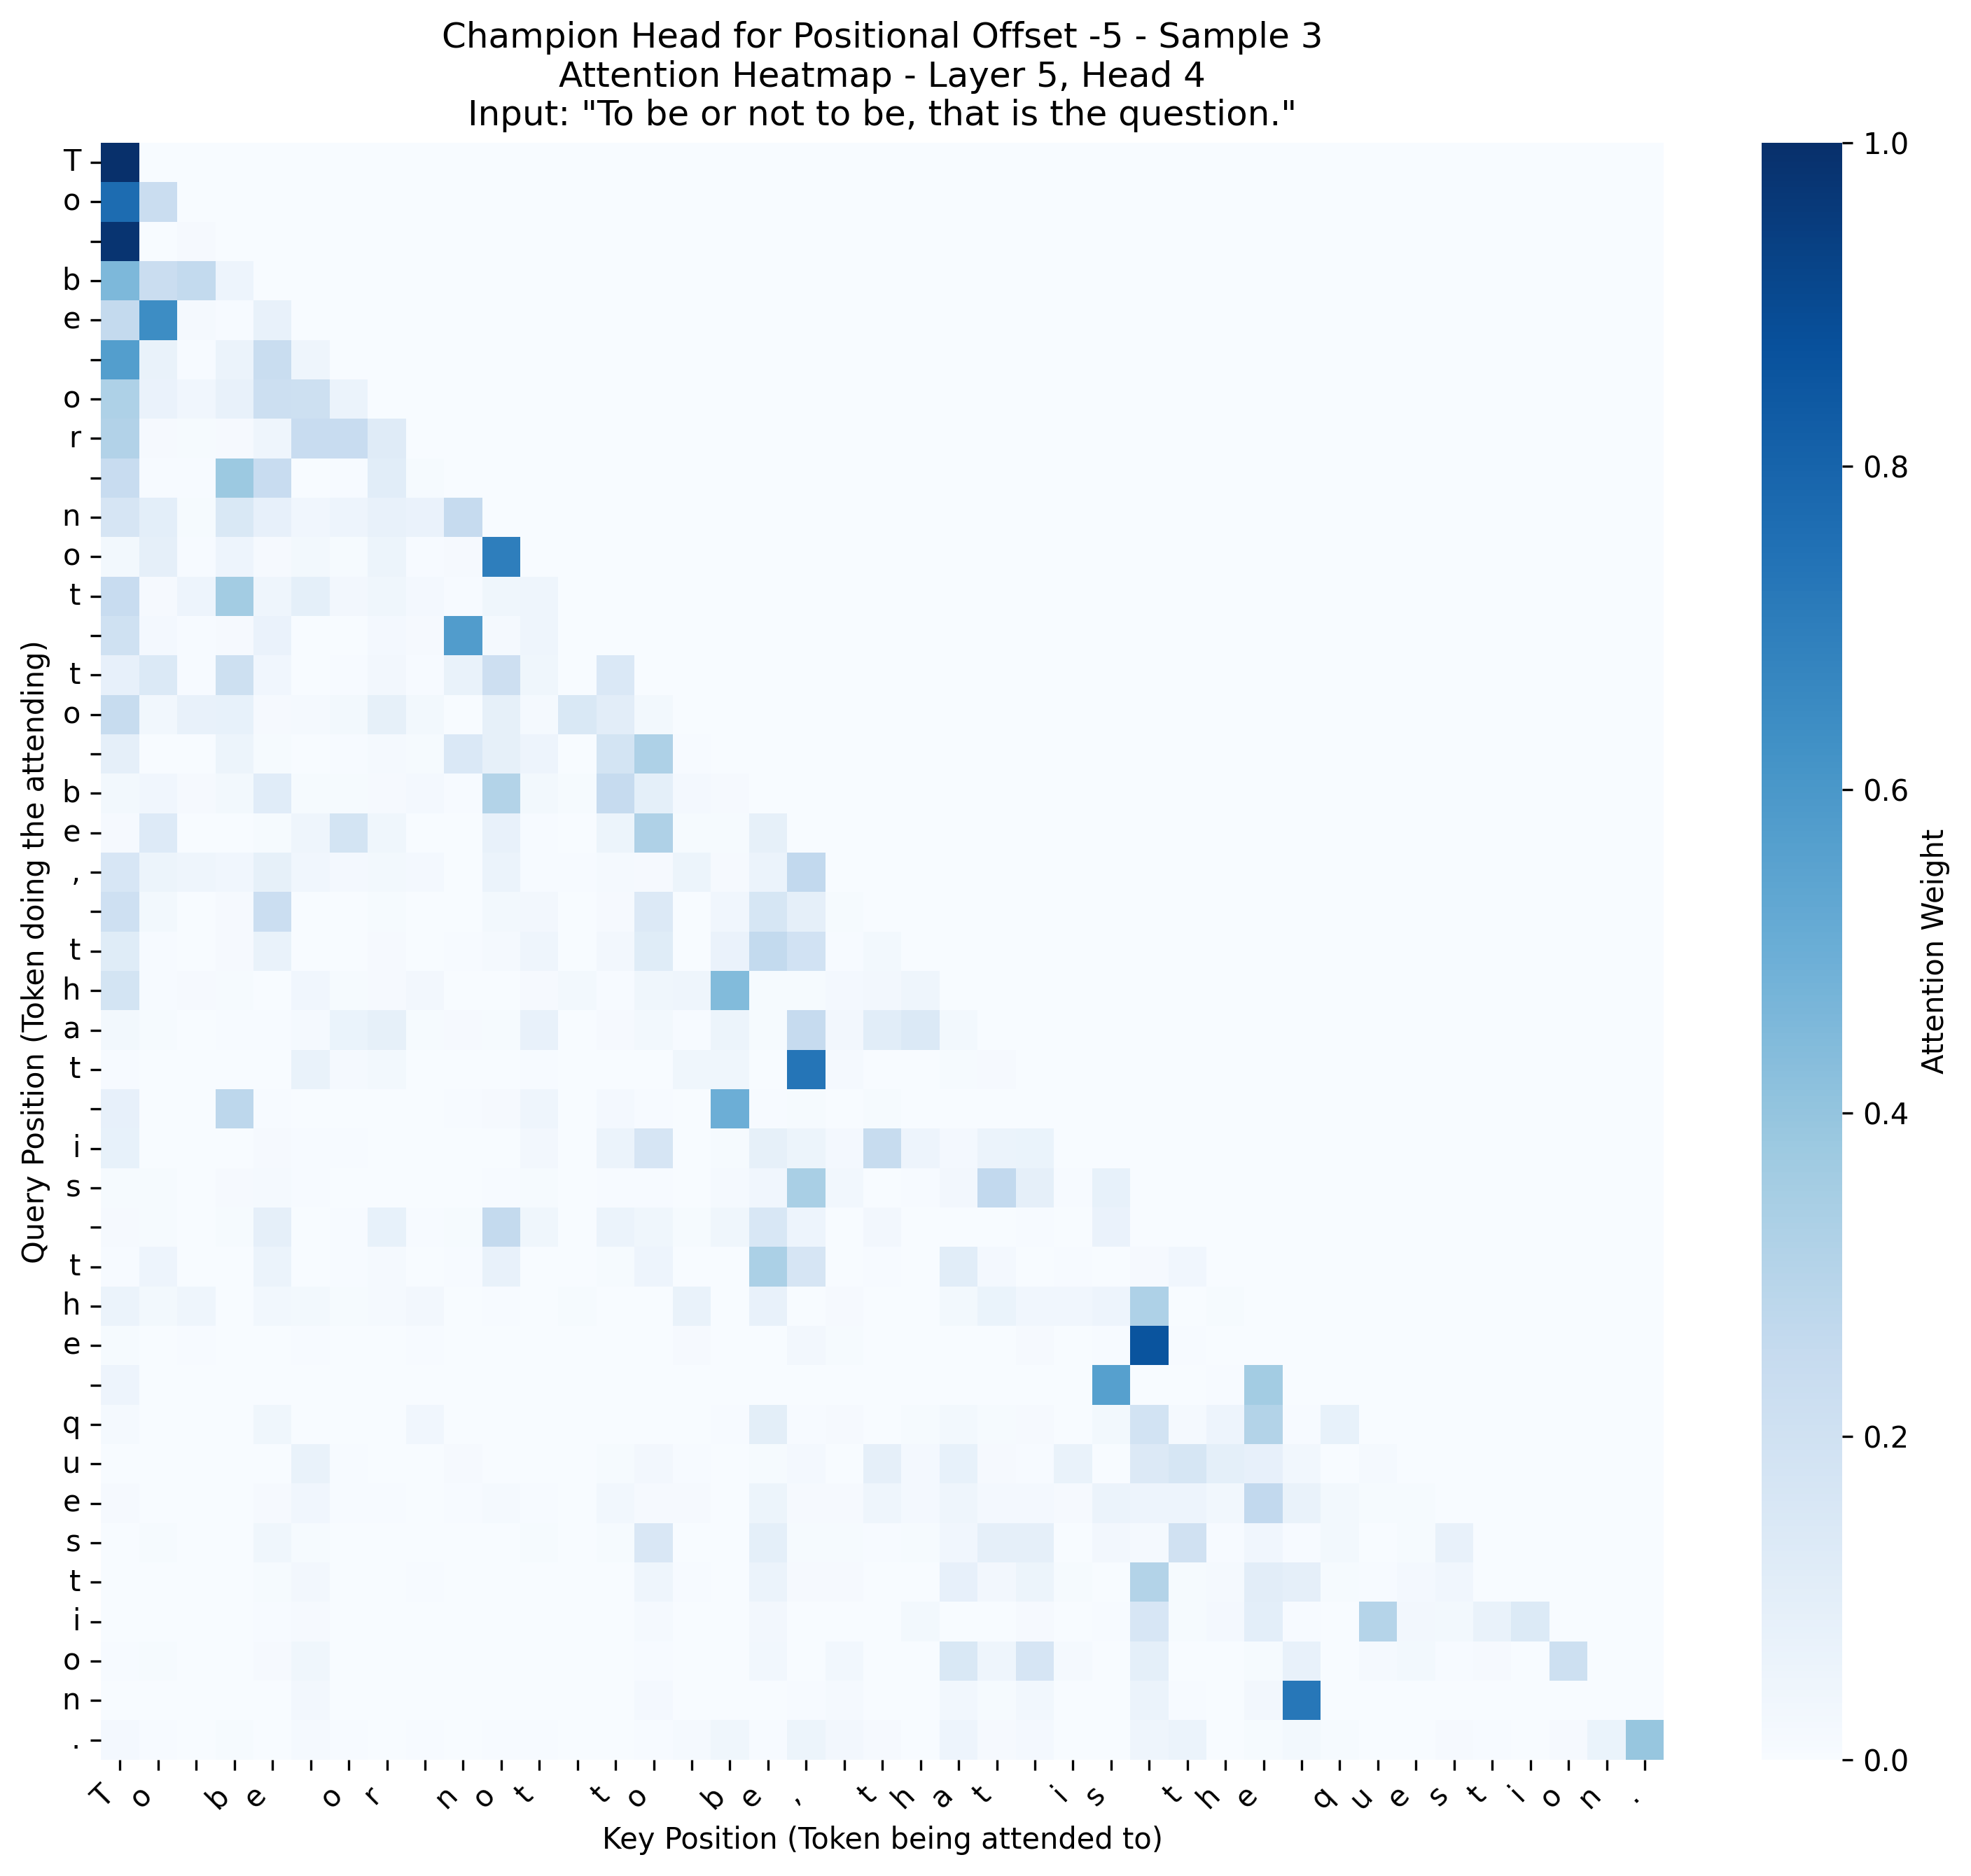 Champion Head for Positional Offset -5 - Sample 3
Attention Heatmap - Layer 5, Head 4
Input: "To be or not to be, that is the question."
Query Position (Token doing the attending)
T
o
b
e
o
r
n
o
t
t
o
b
e
,
t
h
a
t
i
s
t
h
e
q
u
e
s
t
i
o
n
.
T o b e o r n o t t o b e , t h a t i s t h e q u e s t i o n .
Key Position (Token being attended to)
1.0
0.8
0.6
0.4
0.2
0.0
Attention Weight